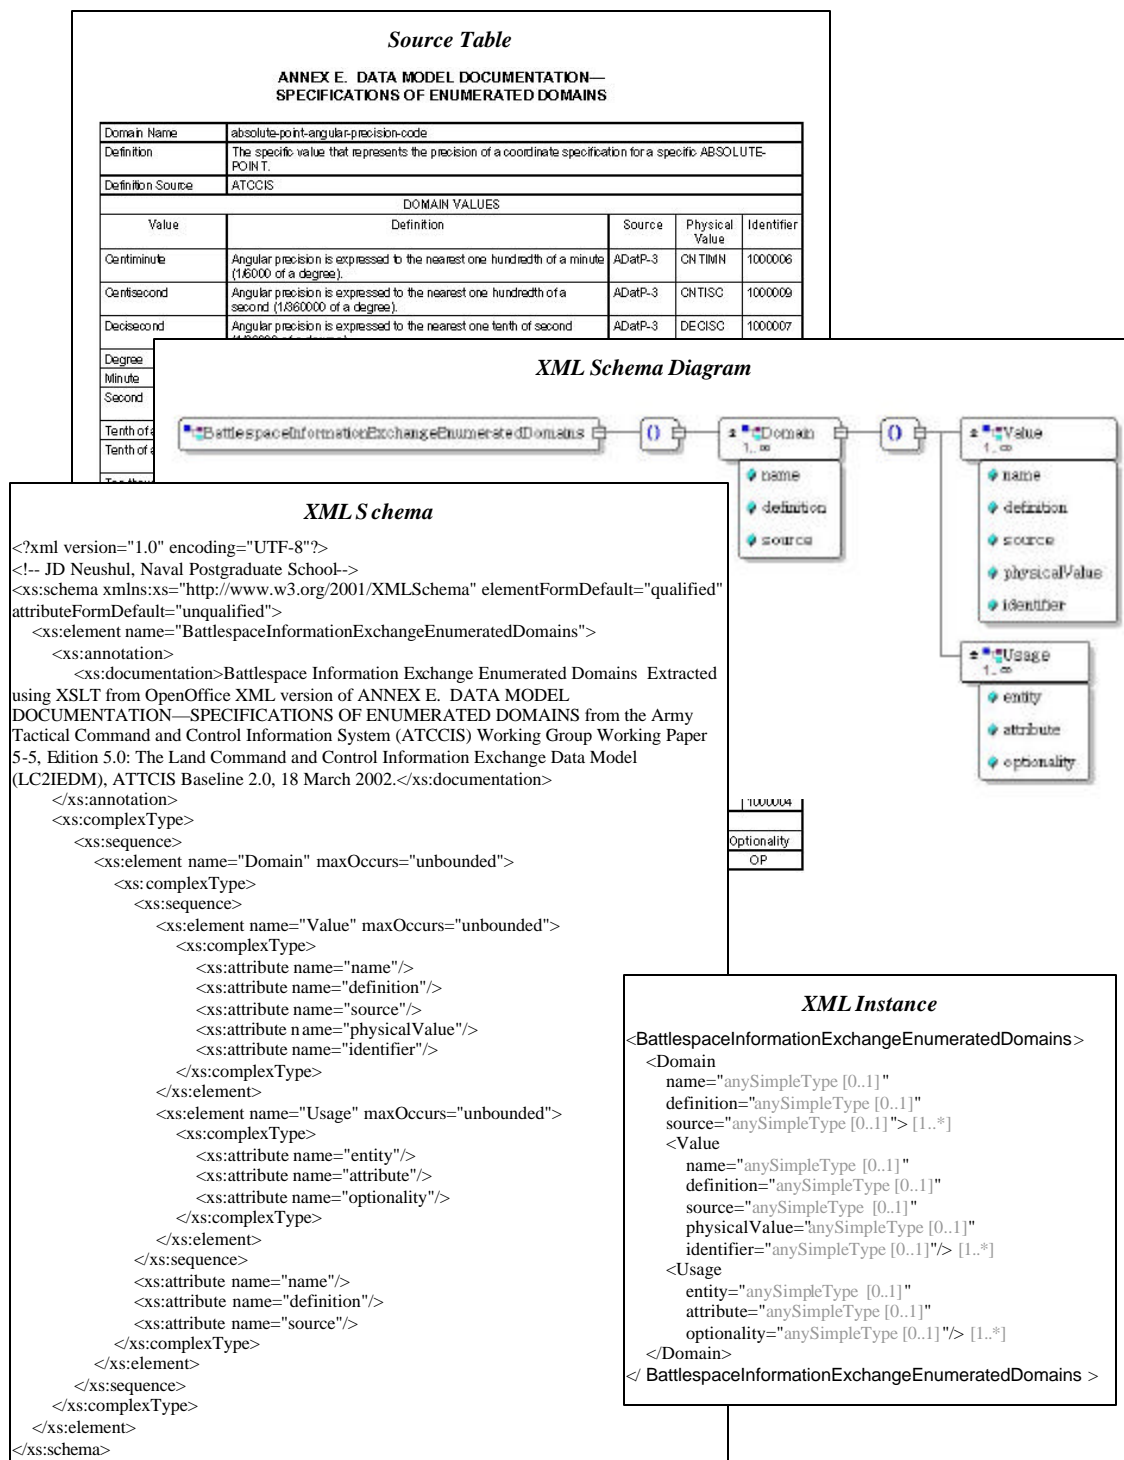 Source Table
ANNEX E. DATA MODEL DOCUMENTATION—
SPECIFICATIONS OF ENUMERATED DOMAINS
Domain Name absolute-point-angular-precision-code
Definition The specific value that represents the precision of a coordinate specification for a specific ABSOLUTE-
POINT.
Definition Source ATCCIS
DOMAIN VALUES
Value Definition Source Physical Identifier
Value
Centiminute Angular precision is expressed to the nearest one hundredth of a minute ADatP-3 CNTIMN 1000006
(1/6000 of a degree).
Centisecond Angular precision is expressed to the nearest one hundredth of a ADatP-3 CNTISC 1000009
second (1/360000 of a degree).
Decisecond Angular precision is expressed to the nearest one tenth of second ADatP-3 DECISC 1000007
Degree
Minute
Second
Tenth of
Tenth of
XML Schema Diagram
BattlespaceInformationExchangeEnumeratedDomains () Domain () Value
1..∞ 1..∞
name name
definition definition
source source
physicalValue
identifier
Usage
1..∞
entity
attribute
optionality
1000004
Optionality
OP
XML Schema
<?xml version="1.0" encoding="UTF-8"?>
<!-- JD Neushul, Naval Postgraduate School-->
<xs:schema xmlns:xs="http://www.w3.org/2001/XMLSchema" elementFormDefault="qualified"
attributeFormDefault="unqualified">
<xs:element name="BattlespaceInformationExchangeEnumeratedDomains">
<xs:annotation>
<xs:documentation>Battlespace Information Exchange Enumerated Domains Extracted
using XSLT from OpenOffice XML version of ANNEX E. DATA MODEL
DOCUMENTATION—SPECIFICATIONS OF ENUMERATED DOMAINS from the Army
Tactical Command and Control Information System (ATCCIS) Working Group Working Paper
5-5, Edition 5.0: The Land Command and Control Information Exchange Data Model
(LC2IEDM), ATTCIS Baseline 2.0, 18 March 2002.</xs:documentation>
</xs:annotation>
<xs:complexType>
<xs:sequence>
<xs:element name="Domain" maxOccurs="unbounded">
<xs:complexType>
<xs:sequence>
<xs:element name="Value" maxOccurs="unbounded">
<xs:complexType>
<xs:attribute name="name"/>
<xs:attribute name="definition"/>
<xs:attribute name="source"/>
<xs:attribute name="physicalValue"/>
<xs:attribute name="identifier"/>
</xs:complexType>
</xs:element>
<xs:element name="Usage" maxOccurs="unbounded">
<xs:complexType>
<xs:attribute name="entity"/>
<xs:attribute name="attribute"/>
<xs:attribute name="optionality"/>
</xs:complexType>
</xs:element>
</xs:sequence>
<xs:attribute name="name"/>
<xs:attribute name="definition"/>
<xs:attribute name="source"/>
</xs:complexType>
</xs:element>
</xs:sequence>
</xs:complexType>
</xs:element>
</xs:schema>
XML Instance
<BattlespaceInformationExchangeEnumeratedDomains>
<Domain
name="anySimpleType [0..1]"
definition="anySimpleType [0..1]"
source="anySimpleType [0..1]"> [1..*]
<Value
name="anySimpleType [0..1]"
definition="anySimpleType [0..1]"
source="anySimpleType [0..1]"
physicalValue="anySimpleType [0..1]"
identifier="anySimpleType [0..1]"/> [1..*]
<Usage
entity="anySimpleType [0..1]"
attribute="anySimpleType [0..1]"
optionality="anySimpleType [0..1]"/> [1..*]
</Domain>
</ BattlespaceInformationExchangeEnumeratedDomains >